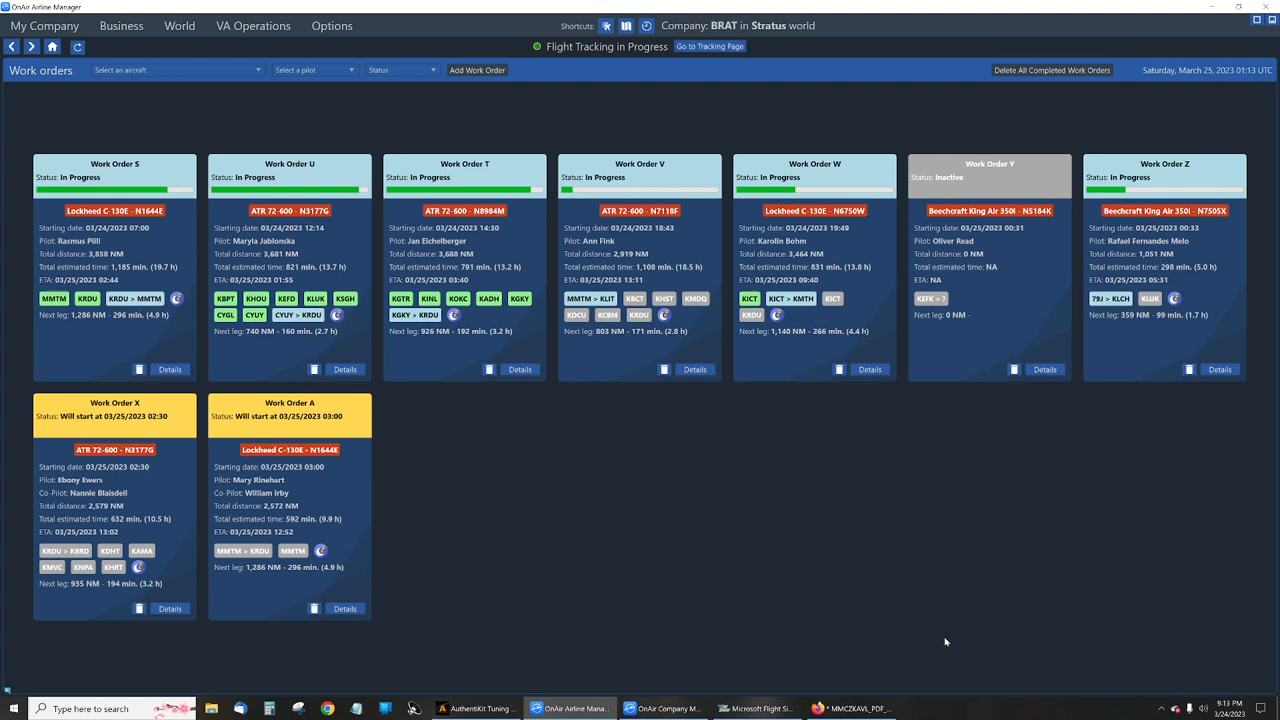 OnAir Airline Manager
My Company Business World VA Operations Options Shortcuts: Company: BRAT in Stratus world
Flight Tracking in Progress Go to Tracking Page
Work orders Select an aircraft Select a pilot Status Add Work Order Delete All Completed Work Orders Saturday, March 25, 2023 01:13 UTC
Work Order S
Status: In Progress
Lockheed C-130E - N1644E
Starting date: 03/24/2023 07:00
Pilot: Rasmus Pilli
Total distance: 3,858 NM
Total estimated time: 1,185 min. (19.7 h)
ETA: 03/25/2023 02:44
MMTM KRDU KRDU > MMTM
Next leg: 1,286 NM - 296 min. (4.9 h)
Details
Work Order U
Status: In Progress
ATR 72-600 - N3177G
Starting date: 03/24/2023 12:14
Pilot: Maryla Jablonska
Total distance: 3,681 NM
Total estimated time: 821 min. (13.7 h)
ETA: 03/25/2023 01:55
KBPT KHOU KEFD KLUK KSGH
CYGL CYUY CYUY > KRDU
Next leg: 740 NM - 160 min. (2.7 h)
Details
Work Order T
Status: In Progress
ATR 72-600 - N8984M
Starting date: 03/24/2023 14:30
Pilot: Jan Eichelberger
Total distance: 3,688 NM
Total estimated time: 791 min. (13.2 h)
ETA: 03/25/2023 03:40
KGTR KINL KOKC KADH KGKY
KGKY > KRDU
Next leg: 926 NM - 192 min. (3.2 h)
Details
Work Order V
Status: In Progress
ATR 72-600 - N7118F
Starting date: 03/24/2023 18:43
Pilot: Ann Fink
Total distance: 2,919 NM
Total estimated time: 1,108 min. (18.5 h)
ETA: 03/25/2023 13:11
MMTM > KLIT KBCT KHST KMDQ
KDCU KCBM KRDU
Next leg: 803 NM - 171 min. (2.8 h)
Details
Work Order W
Status: In Progress
Lockheed C-130E - N6750W
Starting date: 03/24/2023 19:49
Pilot: Karolin Bohm
Total distance: 3,464 NM
Total estimated time: 831 min. (13.8 h)
ETA: 03/25/2023 09:40
KICT KICT > KMTH KICT
KRDU
Next leg: 1,140 NM - 266 min. (4.4 h)
Details
Work Order Y
Status: Inactive
Beechcraft King Air 350i - N5184K
Starting date: 03/25/2023 00:31
Pilot: Oliver Read
Total distance: 0 NM
Total estimated time: NA
ETA: NA
KEFK > ?
Next leg: 0 NM -
Details
Work Order Z
Status: In Progress
Beechcraft King Air 350i - N7505X
Starting date: 03/25/2023 00:33
Pilot: Rafael Fernandes Melo
Total distance: 1,051 NM
Total estimated time: 298 min. (5.0 h)
ETA: 03/25/2023 05:31
79J > KLCH KLUK
Next leg: 359 NM - 99 min. (1.7 h)
Details
Work Order X
Status: Will start at 03/25/2023 02:30
ATR 72-600 - N3177G
Starting date: 03/25/2023 02:30
Pilot: Ebony Ewers
Co-Pilot: Nannie Blaisdell
Total distance: 2,579 NM
Total estimated time: 632 min. (10.5 h)
ETA: 03/25/2023 13:02
KRDU > KBRD KDHT KAMA
KMVC KNPA KHRT
Next leg: 935 NM - 194 min. (3.2 h)
Details
Work Order A
Status: Will start at 03/25/2023 03:00
Lockheed C-130E - N1644E
Starting date: 03/25/2023 03:00
Pilot: Mary Rinehart
Co-Pilot: William Irby
Total distance: 2,572 NM
Total estimated time: 592 min. (9.9 h)
ETA: 03/25/2023 12:52
MMTM > KRDU MMTM
Next leg: 1,286 NM - 296 min. (4.9 h)
Details
Type here to search AuthentiKit Tuning ... OnAir Airline Mana... OnAir Company M... Microsoft Flight Si... * MMCZKAVL_PDF_... 9:13 PM
3/24/2023